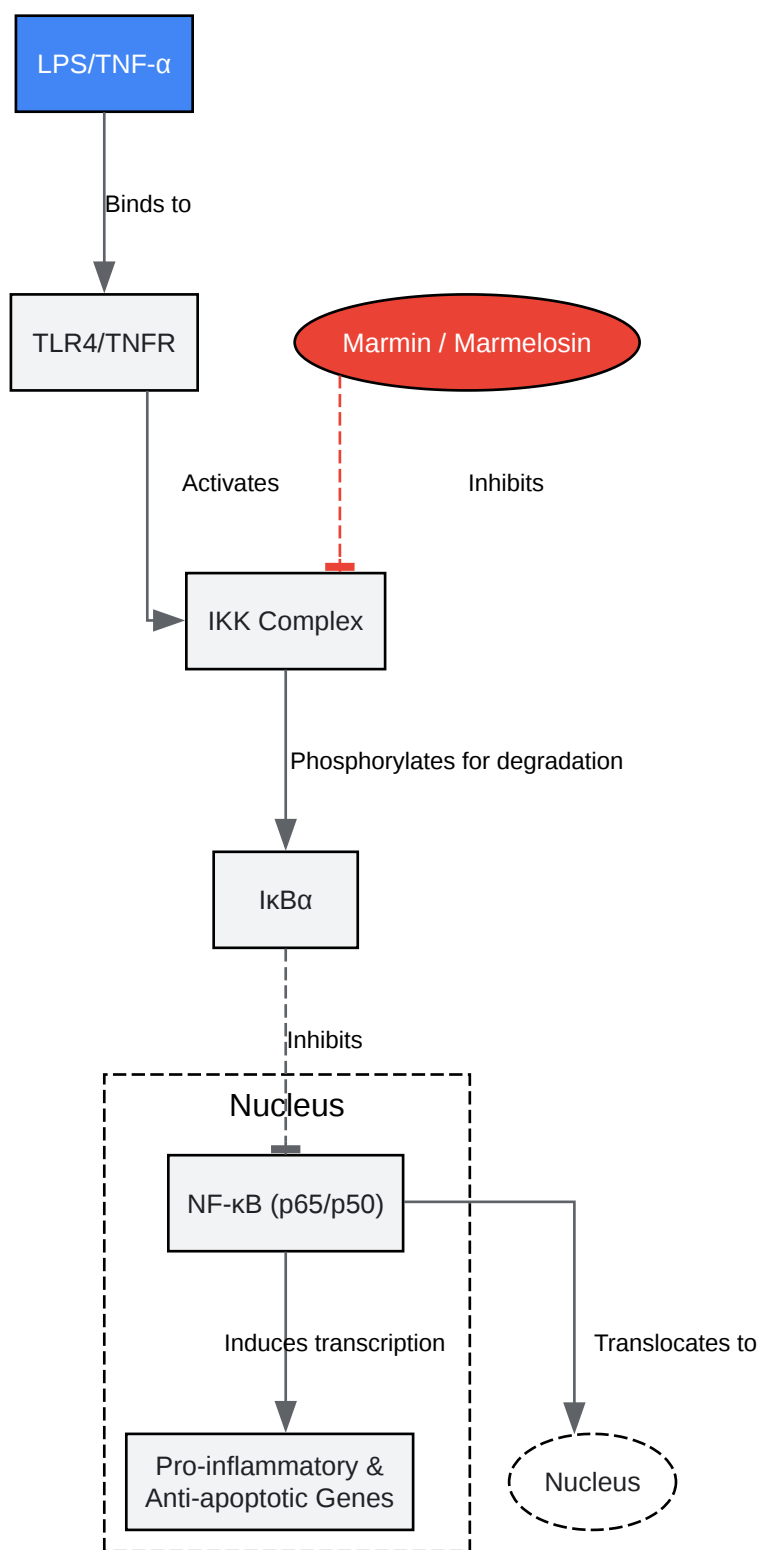 LPS/TNF-α
Binds to
TLR4/TNFR
Marmin / Marmelosin
Activates
Inhibits
IKK Complex
Phosphorylates for degradation
IκBα
Inhibits
Nucleus
NF-κB (p65/p50)
Induces transcription
Translocates to
Pro-inflammatory &
Anti-apoptotic Genes
Nucleus